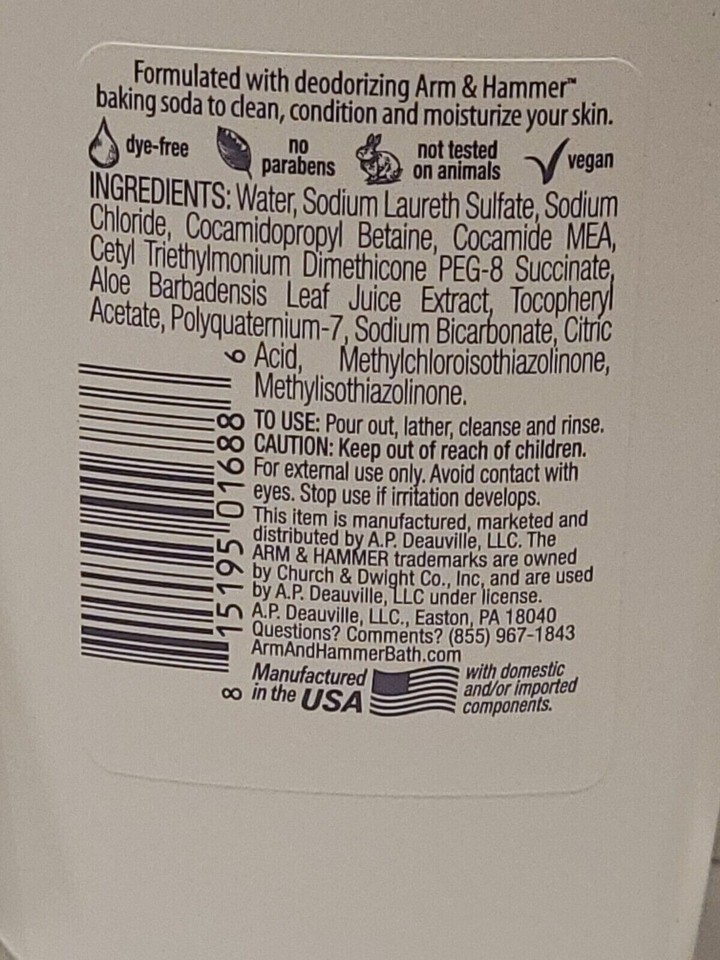 Formulated with deodorizing Arm & Hammer™
baking soda to clean, condition and moisturize your skin.
dye-free
no
parabens
not tested
on animals
vegan
INGREDIENTS: Water, Sodium Laureth Sulfate, Sodium
Chloride, Cocamidopropyl Betaine, Cocamide MEA,
Cetyl Triethylmonium Dimethicone PEG-8 Succinate,
Aloe Barbadensis Leaf Juice Extract, Tocopheryl
Acetate, Polyquaternium-7, Sodium Bicarbonate, Citric
Acid, Methylchloroisothiazolinone,
Methylisothiazolinone.
TO USE: Pour out, lather, cleanse and rinse.
CAUTION: Keep out of reach of children.
For external use only. Avoid contact with
eyes. Stop use if irritation develops.
This item is manufactured, marketed and
distributed by A.P. Deauville, LLC. The
ARM & HAMMER trademarks are owned
by Church & Dwight Co., Inc, and are used
by A.P. Deauville, LLC under license.
A.P. Deauville, LLC., Easton, PA 18040
Questions? Comments? (855) 967-1843
ArmAndHammerBath.com
Manufactured
in the USA
with domestic
and/or imported
components.
8 15195 01688 6